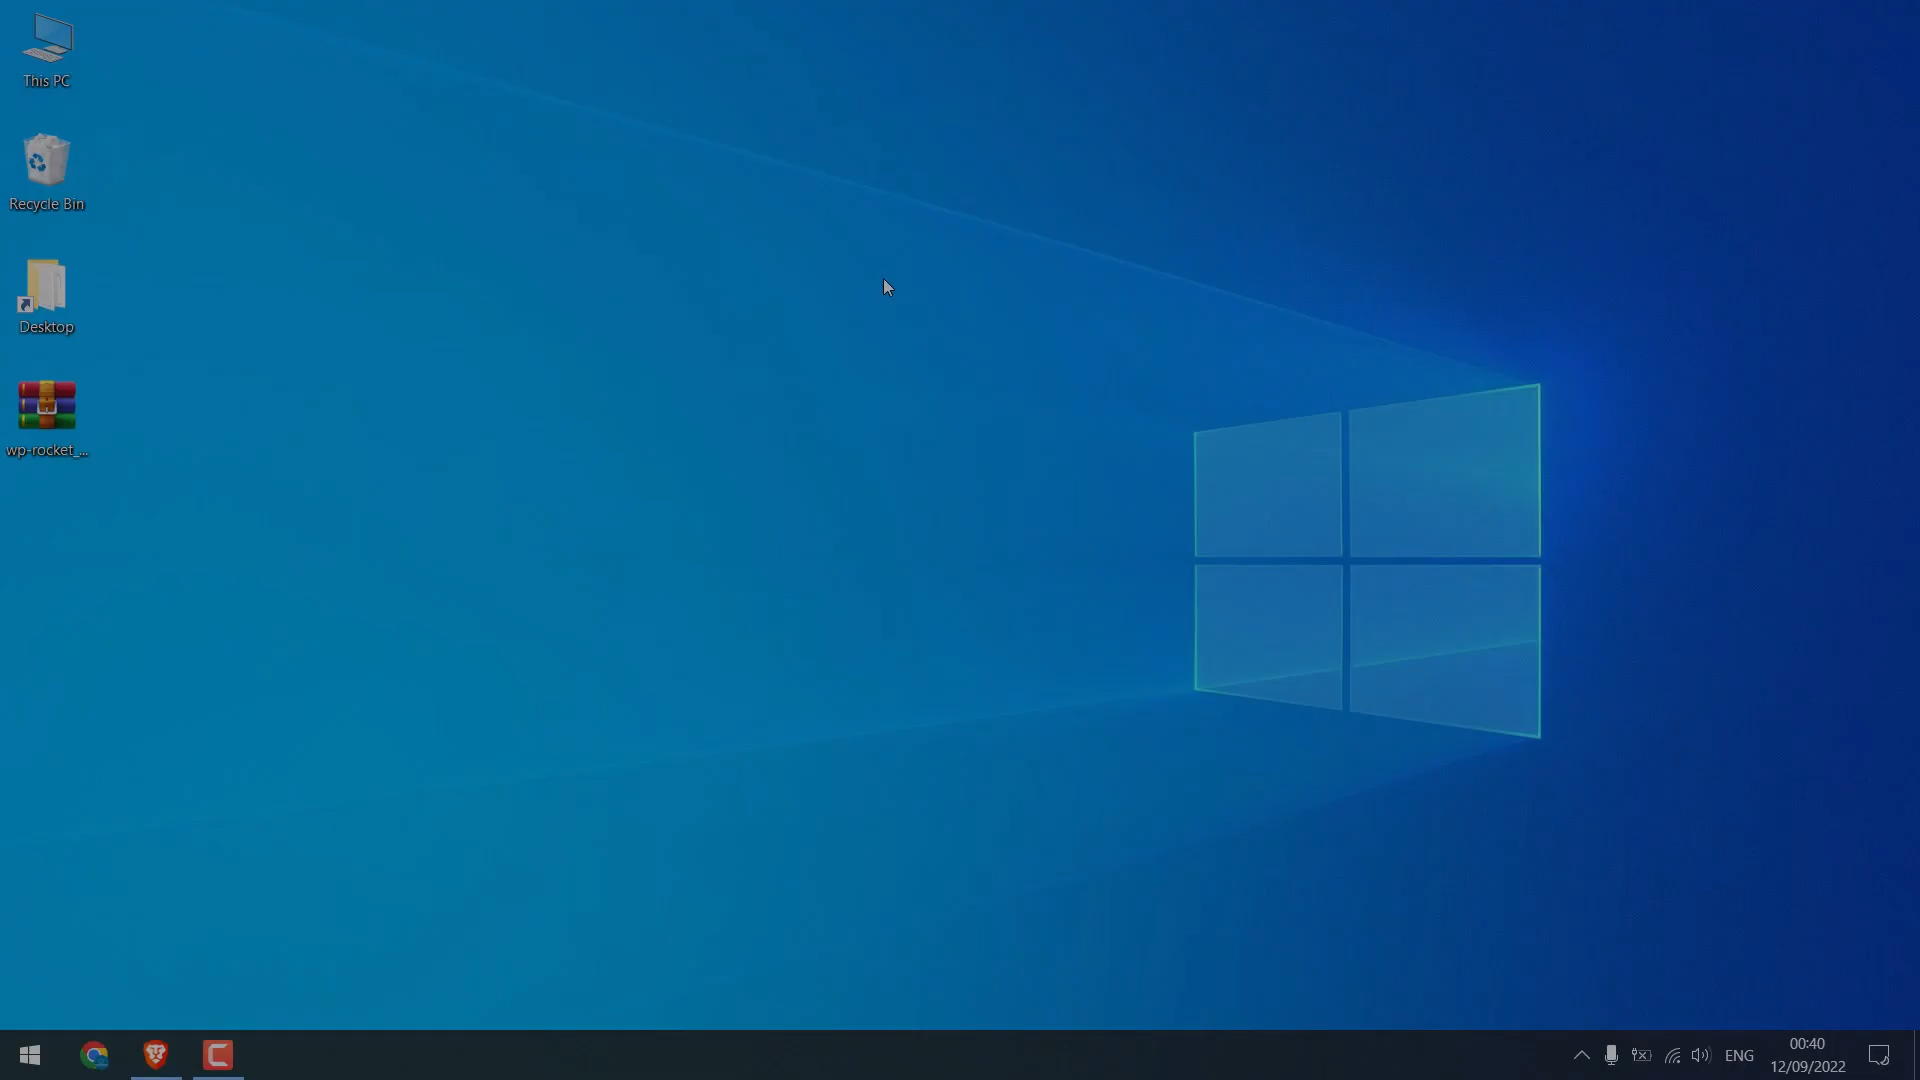 This PC
Recycle Bin
Desktop
wp-rocket_...
ENG
00:40
12/09/2022